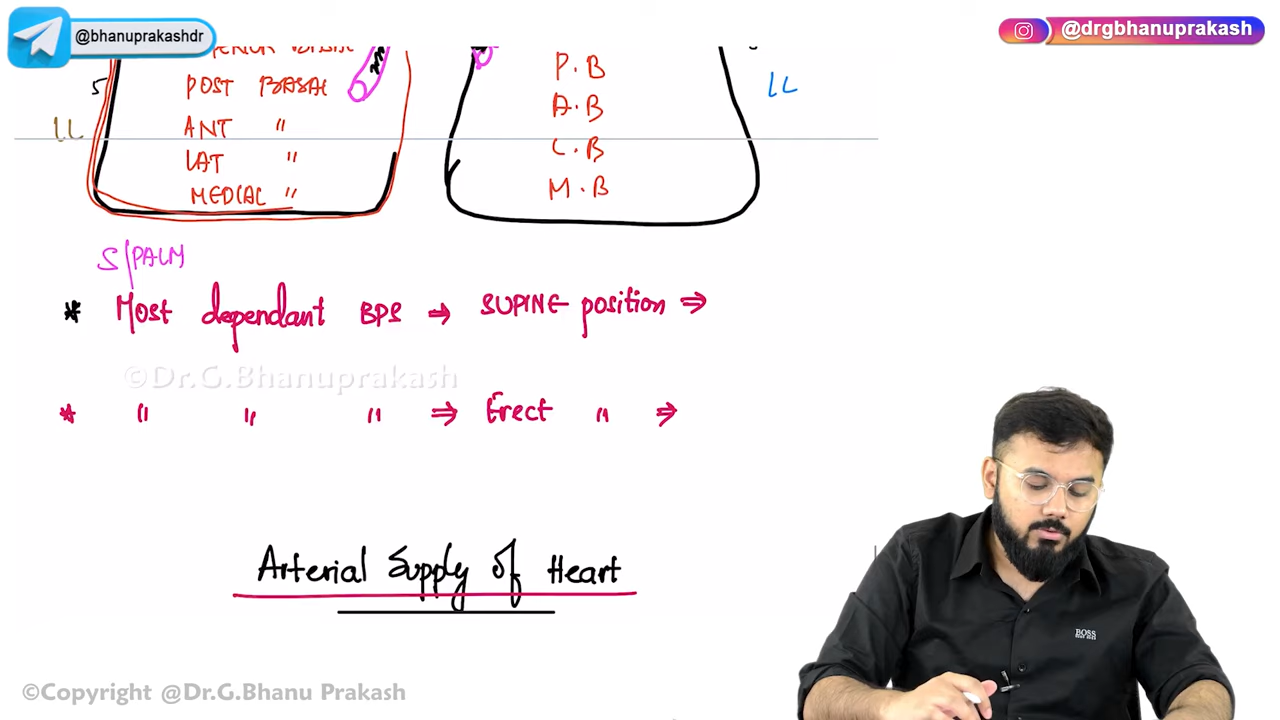 @bhanuprakashdr
@drgbhanuprakash
5 POST BASAL
LL ANT "
LAT "
MEDIAL "
P.B
A.B
L.B
M.B
LL
S/PALM
* Most dependant BPS ⇒ SUPINE position ⇒
©Dr.G.Bhanuprakash
* " " " ⇒ Erect " ⇒
Arterial Supply of Heart
BOSS
©Copyright @Dr.G.Bhanu Prakash